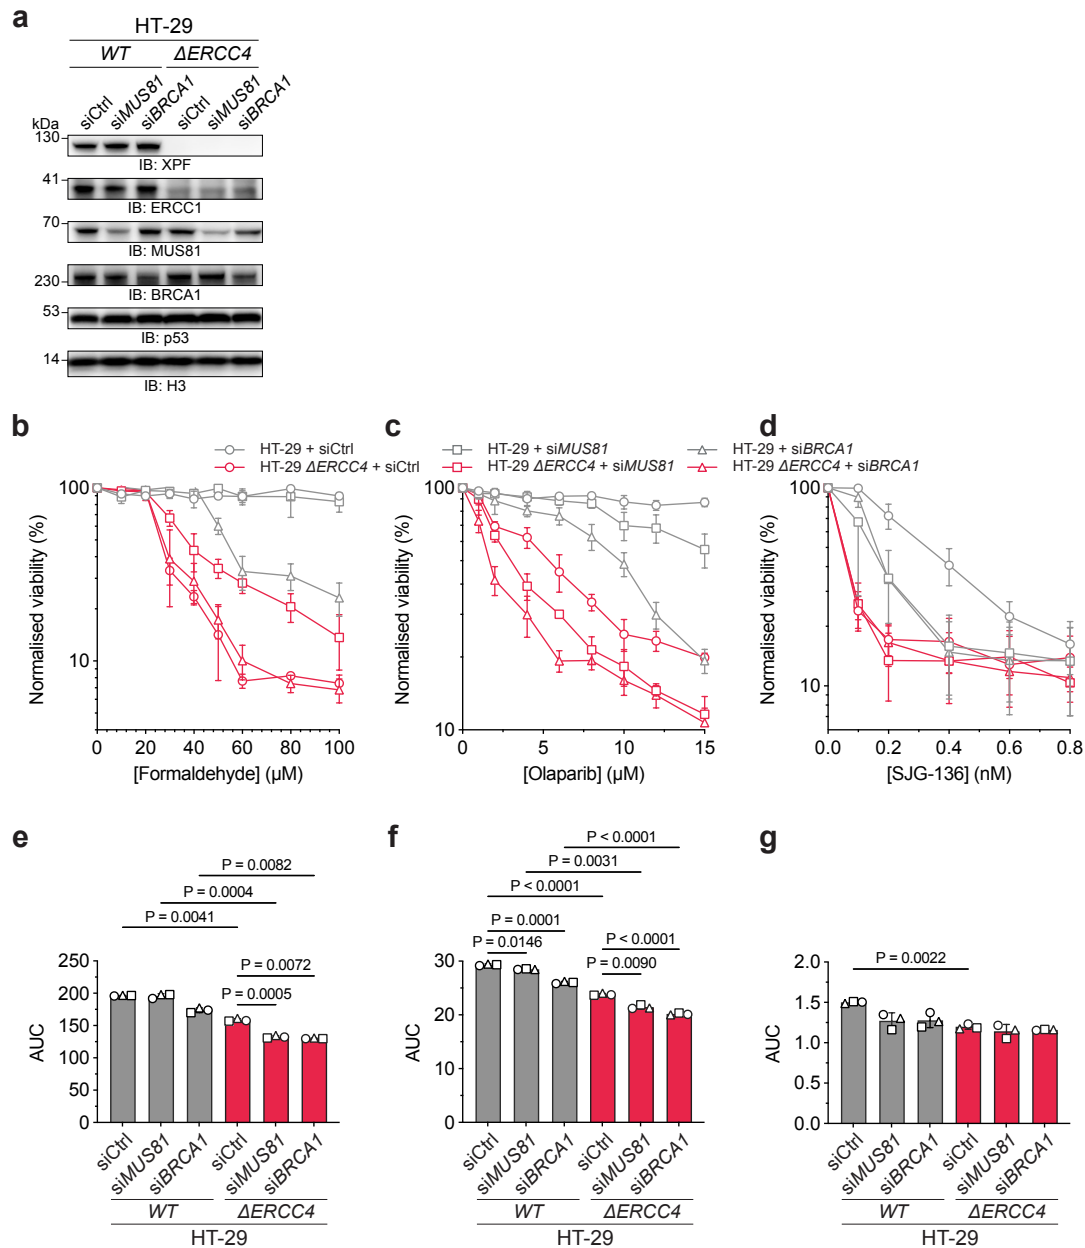 a
HT-29
WT ΔERCC4
siCtrl siMUS81 siBRCA1 siCtrl siMUS81 siBRCA1
kDa
130
IB: XPF
41
IB: ERCC1
70
IB: MUS81
230
IB: BRCA1
53
IB: p53
14
IB: H3
b
HT-29 + siCtrl
HT-29 ΔERCC4 + siCtrl
c
HT-29 + siMUS81
HT-29 ΔERCC4 + siMUS81
d
HT-29 + siBRCA1
HT-29 ΔERCC4 + siBRCA1
Normalised viability (%)
100
10
0 20 40 60 80 100
[Formaldehyde] (µM)
Normalised viability (%)
100
10
0 5 10 15
[Olaparib] (µM)
Normalised viability (%)
100
10
0.0 0.2 0.4 0.6 0.8
[SJG-136] (nM)
e
P = 0.0082
P = 0.0004
P = 0.0041
P = 0.0072
P = 0.0005
AUC
250
200
150
100
50
0
siCtrl siMUS81 siBRCA1 siCtrl siMUS81 siBRCA1
WT ΔERCC4
HT-29
f
P < 0.0001
P = 0.0031
P < 0.0001
P = 0.0001
P = 0.0146
P < 0.0001
P = 0.0090
AUC
30
20
10
0
siCtrl siMUS81 siBRCA1 siCtrl siMUS81 siBRCA1
WT ΔERCC4
HT-29
g
P = 0.0022
AUC
2.0
1.5
1.0
0.5
0.0
siCtrl siMUS81 siBRCA1 siCtrl siMUS81 siBRCA1
WT ΔERCC4
HT-29